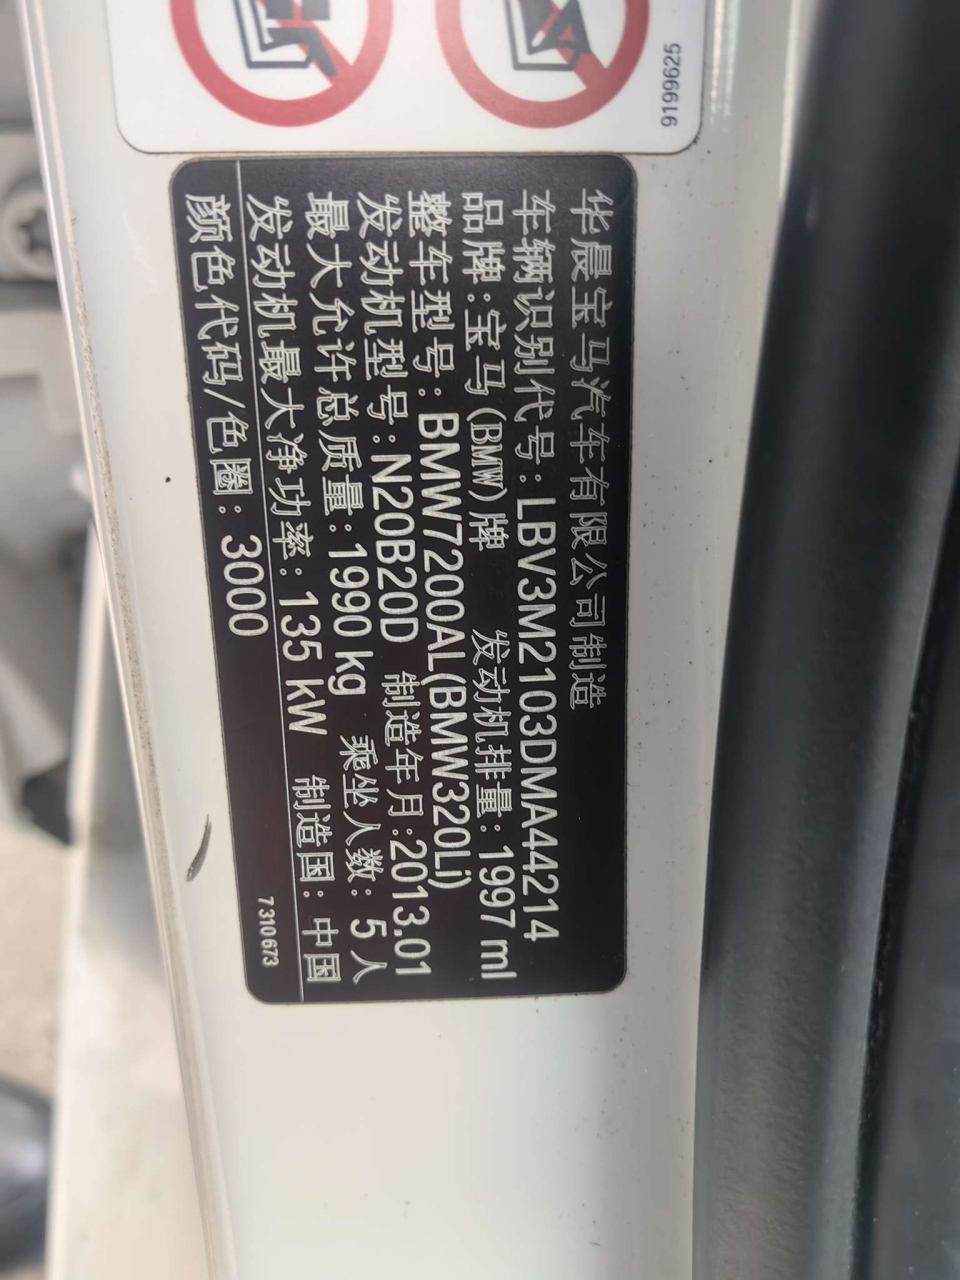 9199625
华晨宝马汽车有限公司制造
车辆识别代号:LBV3M2103DMA44214
品牌:宝马(BMW)牌 发动机排量:1997 ml
整车型号:BMW7200AL(BMW320Li)
发动机型号:N20B20D 制造年月:2013.01
最大允许总质量:1990 kg 乘坐人数:5人
发动机最大净功率:135 kW 制造国:中国
颜色代码/色圈:3000
7310673